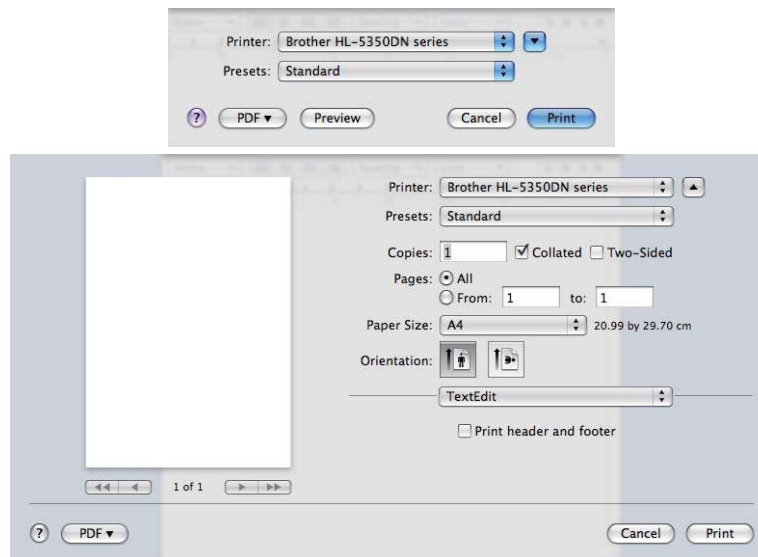 Printer: Brother HL-5350DN series
Presets: Standard
? PDF Preview Cancel Print
Printer: Brother HL-5350DN series
Presets: Standard
Copies: 1 Collated Two-Sided
Pages: All
From: 1 to: 1
Paper Size: A4 20.99 by 29.70 cm
Orientation:
TextEdit
Print header and footer
1 of 1
? PDF Cancel Print